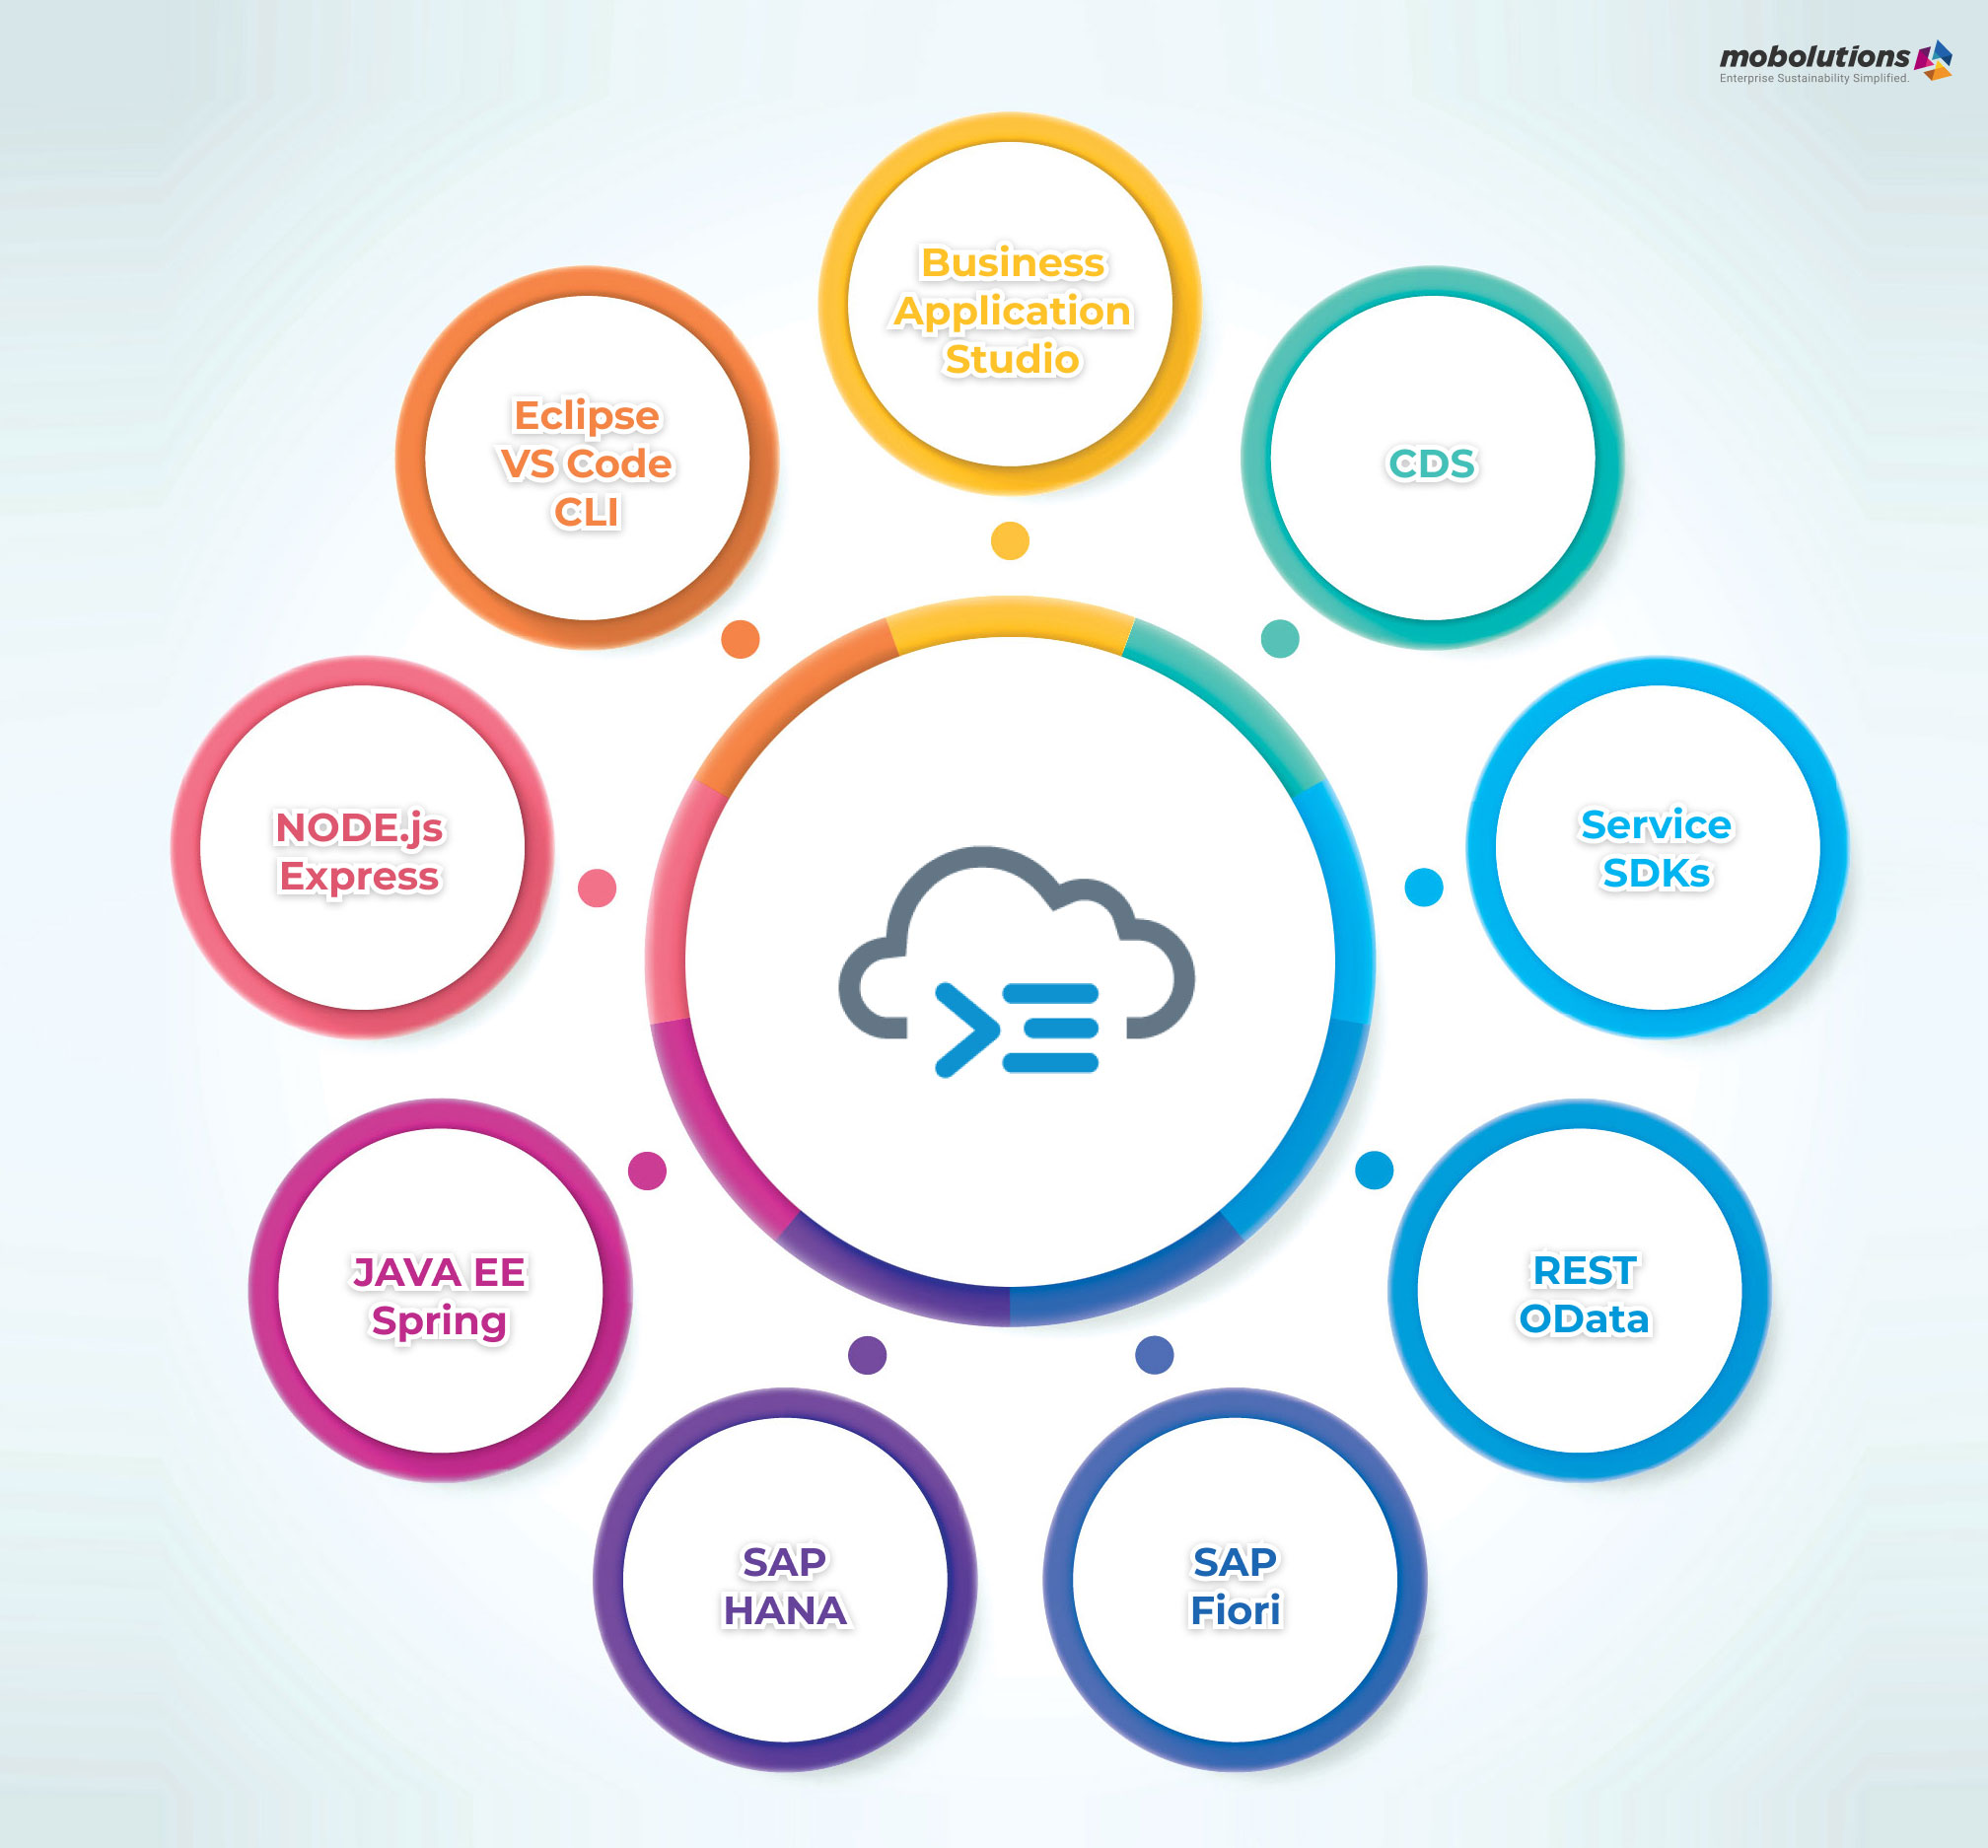 mobolutions
Enterprise Sustainability Simplified.
Business
Application
Studio
CDS
Service
SDKs
REST
OData
SAP
Fiori
SAP
HANA
JAVA EE
Spring
NODE.js
Express
Eclipse
VS Code
CLI